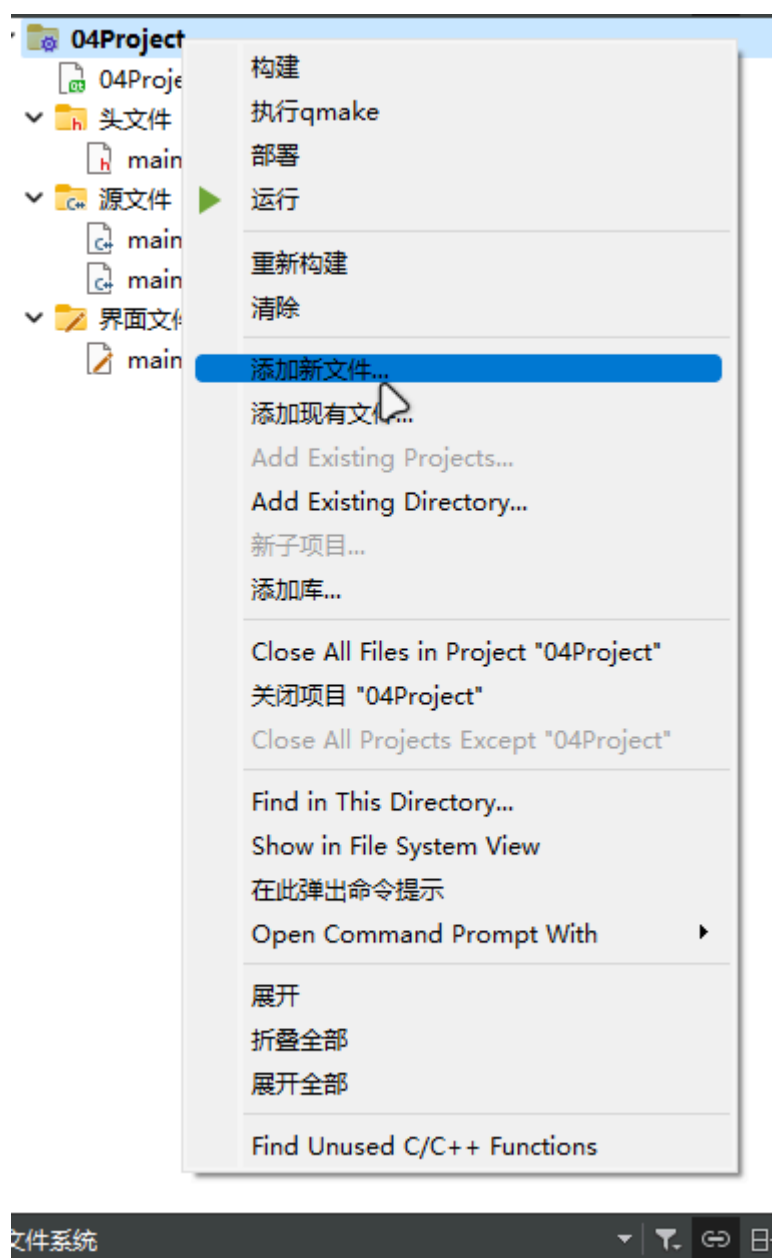 04Project
04Proje
头文件
main
源文件
main
main
界面文件
main
构建
执行qmake
部署
运行
重新构建
清除
添加新文件...
添加现有文件...
Add Existing Projects...
Add Existing Directory...
新子项目...
添加库...
Close All Files in Project "04Project"
关闭项目 "04Project"
Close All Projects Except "04Project"
Find in This Directory...
Show in File System View
在此弹出命令提示
Open Command Prompt With
展开
折叠全部
展开全部
Find Unused C/C++ Functions
文件系统